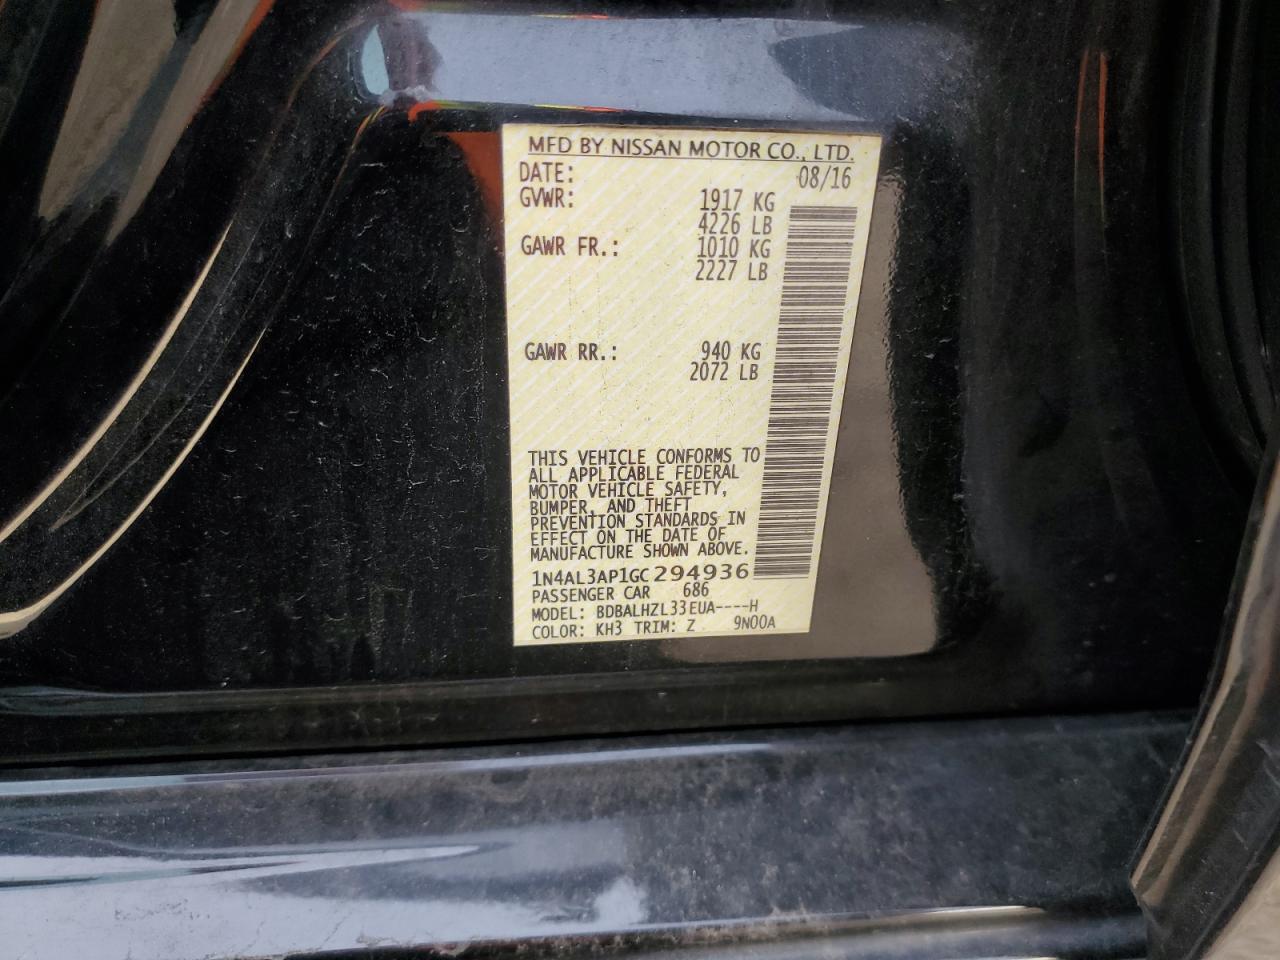 MFD BY NISSAN MOTOR CO., LTD.
DATE: 08/16
GVWR: 1917 KG
4226 LB
GAWR FR.: 1010 KG
2227 LB
GAWR RR.: 940 KG
2072 LB
THIS VEHICLE CONFORMS TO
ALL APPLICABLE FEDERAL
MOTOR VEHICLE SAFETY,
BUMPER, AND THEFT
PREVENTION STANDARDS IN
EFFECT ON THE DATE OF
MANUFACTURE SHOWN ABOVE.
1N4AL3AP1GC294936
PASSENGER CAR 686
MODEL: BDBALHZL33EUA----H
COLOR: KH3 TRIM: Z 9N00A